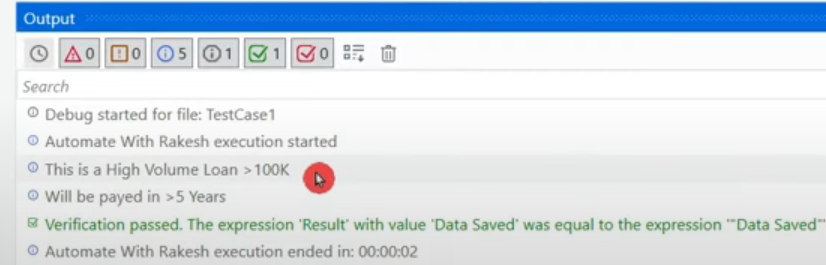 Output
0 0 5 1 1 0
Search
Debug started for file: TestCase1
Automate With Rakesh execution started
This is a High Volume Loan >100K
Will be payed in >5 Years
Verification passed. The expression 'Result' with value 'Data Saved' was equal to the expression '"Data Saved"'
Automate With Rakesh execution ended in: 00:00:02